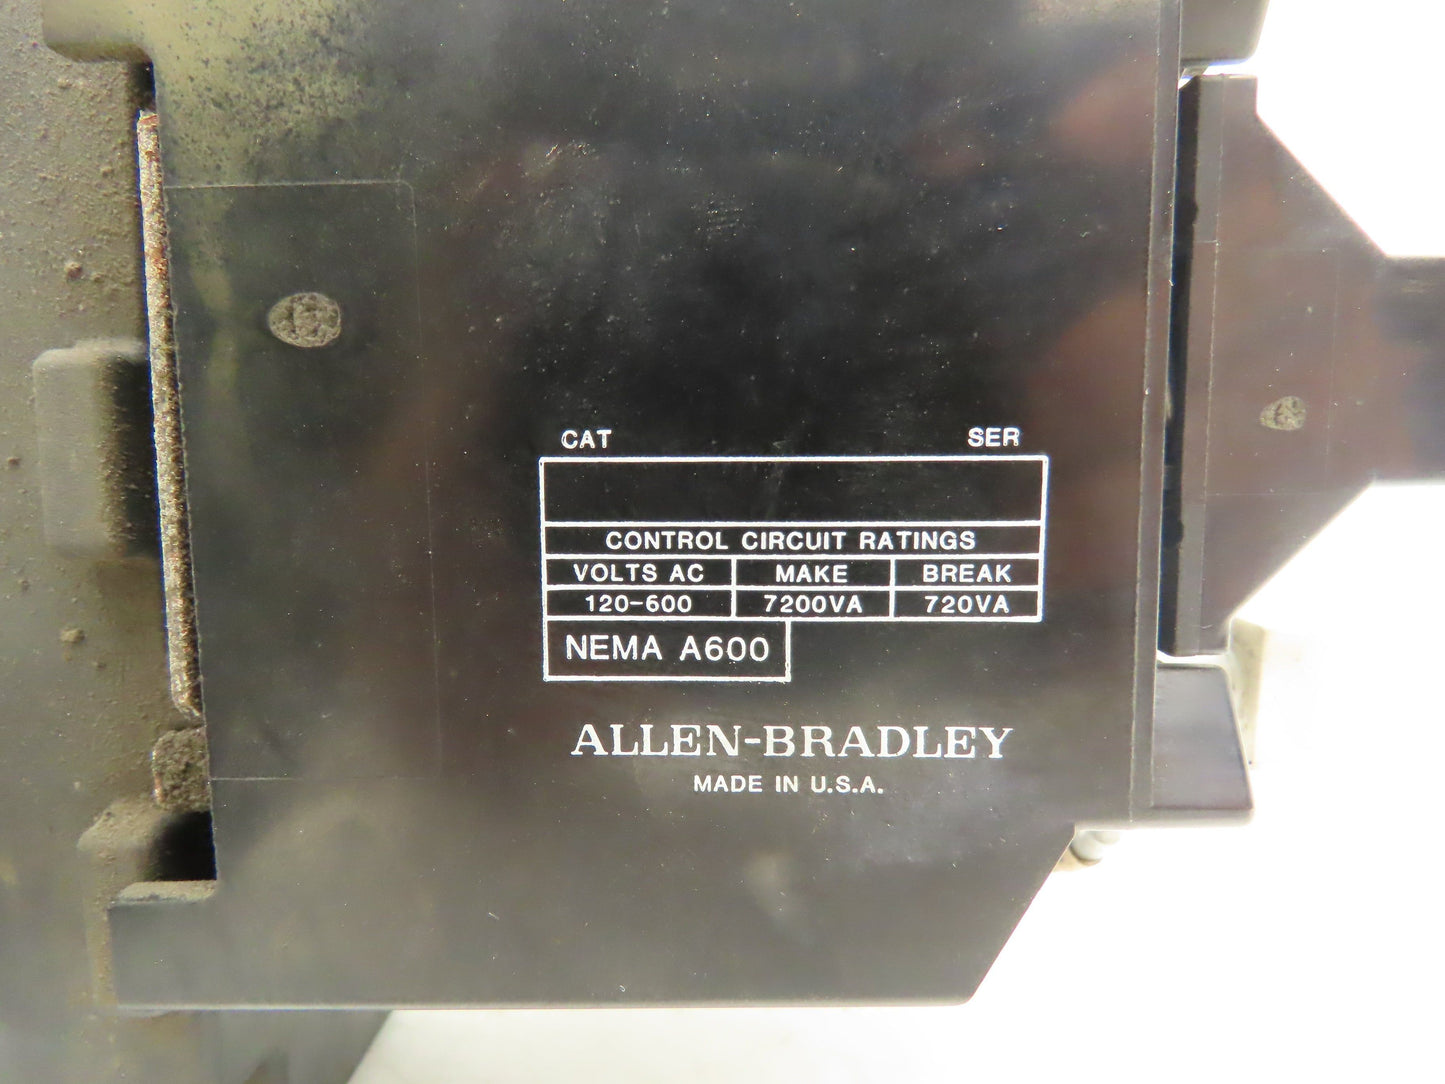 CAT SER
CONTROL CIRCUIT RATINGS
VOLTS AC MAKE BREAK
120-600 7200VA 720VA
NEMA A600
ALLEN-BRADLEY
MADE IN U.S.A.